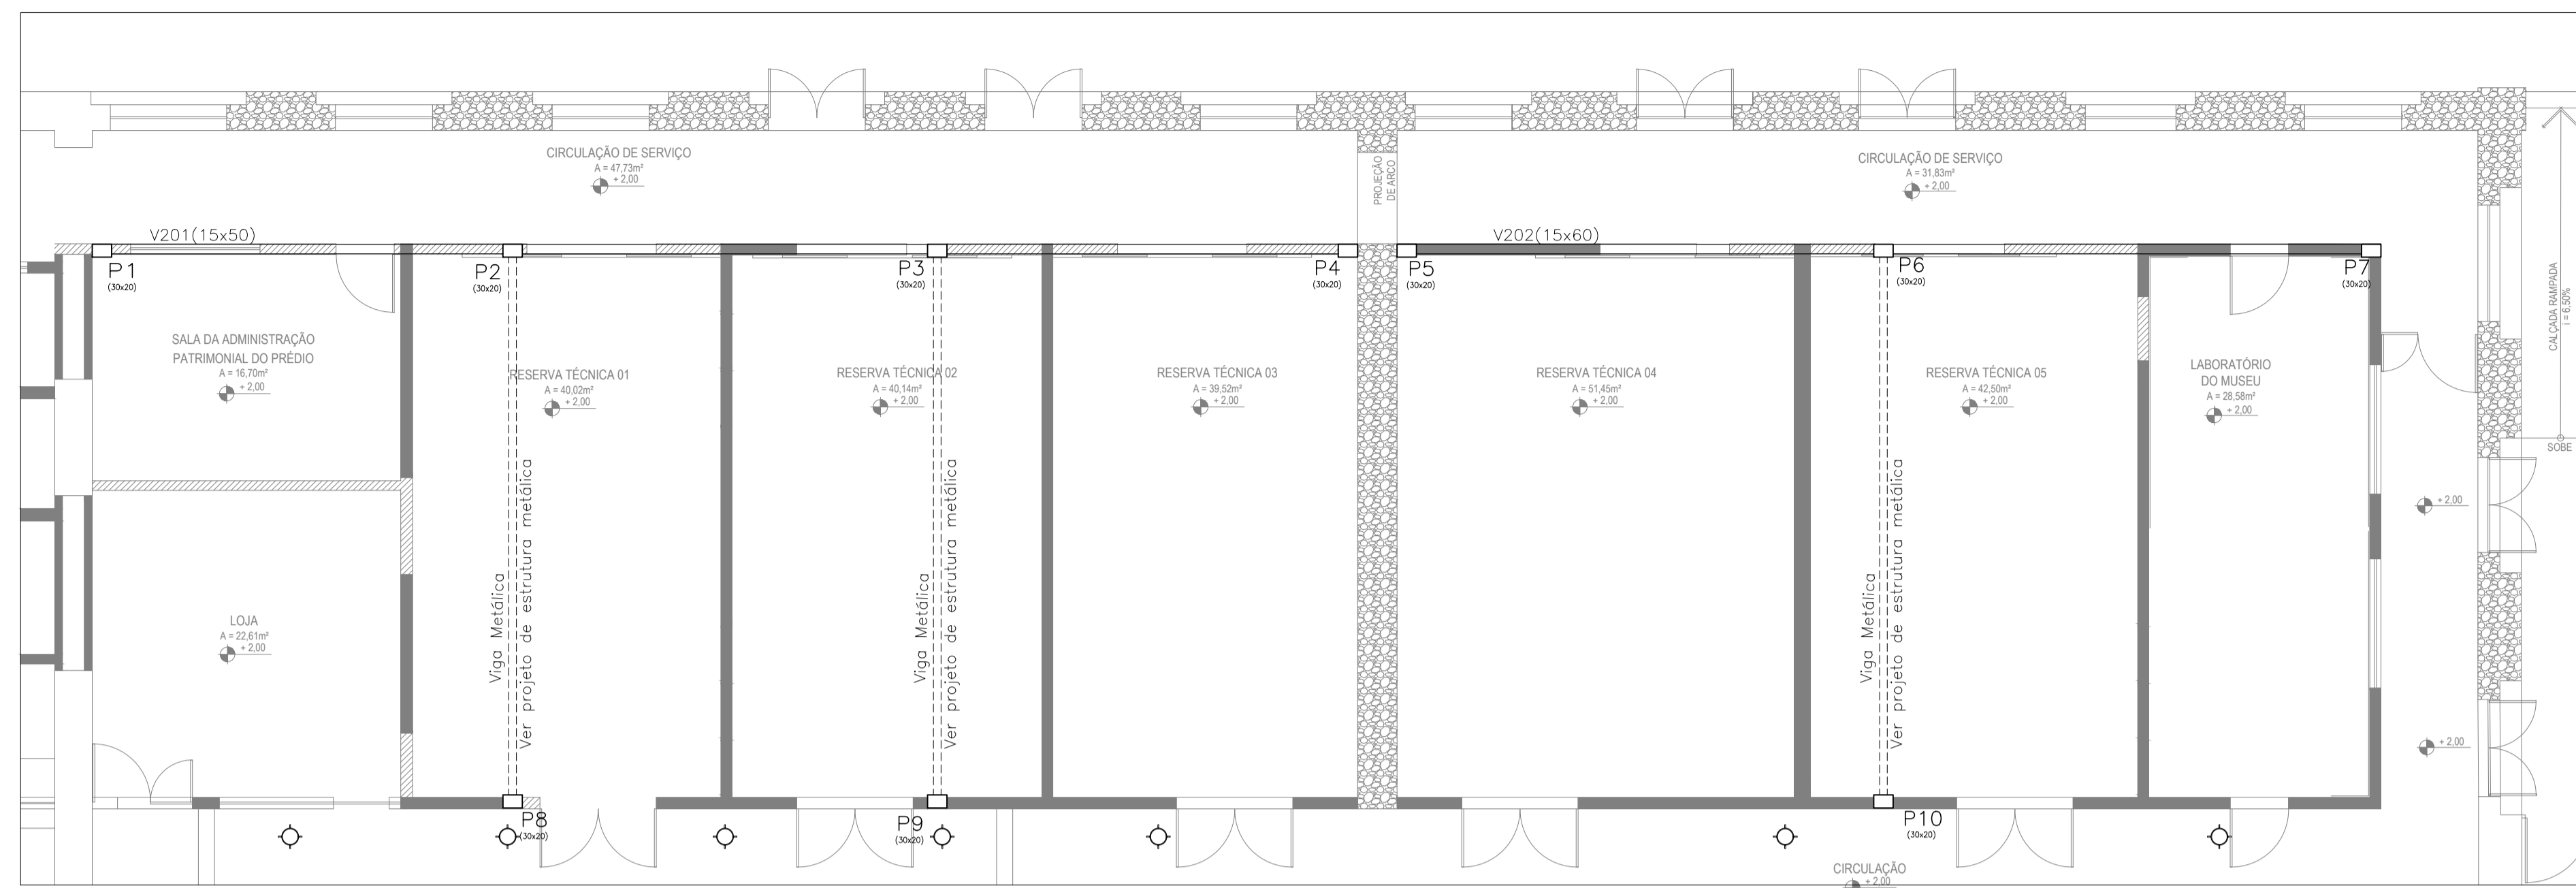 CIRCULAÇÃO DE SERVIÇO
A = 47,73m²
+ 2,00
PROJEÇÃO
DE ARCO
CIRCULAÇÃO DE SERVIÇO
A = 31,83m²
+ 2,00
V201(15x50)
V202(15x60)
P1
(30x20)
P2
(30x20)
P3
(30x20)
P4
(30x20)
P5
(30x20)
P6
(30x20)
P7
(30x20)
CALÇADA RAMPADA
i = 6,50%
SOBE
SALA DA ADMINISTRAÇÃO
PATRIMONIAL DO PRÉDIO
A = 16,70m²
+ 2,00
RESERVA TÉCNICA 01
A = 40,02m²
+ 2,00
RESERVA TÉCNICA 02
A = 40,14m²
+ 2,00
RESERVA TÉCNICA 03
A = 39,52m²
+ 2,00
RESERVA TÉCNICA 04
A = 51,45m²
+ 2,00
RESERVA TÉCNICA 05
A = 42,50m²
+ 2,00
LABORATÓRIO
DO MUSEU
A = 28,58m²
+ 2,00
+ 2,00
Viga Metálica
Ver projeto de estrutura metálica
Viga Metálica
Ver projeto de estrutura metálica
Viga Metálica
Ver projeto de estrutura metálica
LOJA
A = 22,61m²
+ 2,00
+ 2,00
P8
(30x20)
P9
(30x20)
P10
(30x20)
CIRCULAÇÃO
+ 2,00